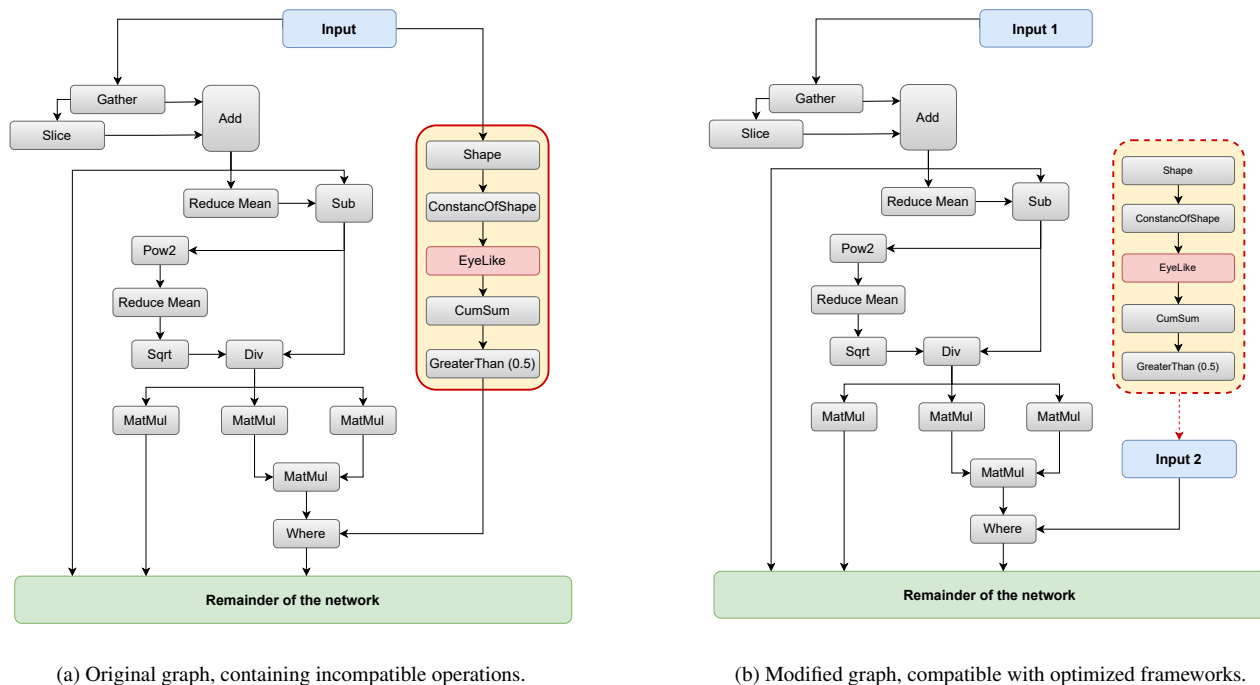 Input
Gather
Slice
Add
Shape
Reduce Mean
Sub
ConstancOfShape
Pow2
EyeLike
Reduce Mean
CumSum
Sqrt
Div
GreaterThan (0.5)
MatMul
MatMul
MatMul
MatMul
Where
Remainder of the network
(a) Original graph, containing incompatible operations.
Input 1
Gather
Slice
Add
Shape
Reduce Mean
Sub
ConstancOfShape
Pow2
EyeLike
Reduce Mean
CumSum
Sqrt
Div
GreaterThan (0.5)
MatMul
MatMul
MatMul
Input 2
MatMul
Where
Remainder of the network
(b) Modified graph, compatible with optimized frameworks.